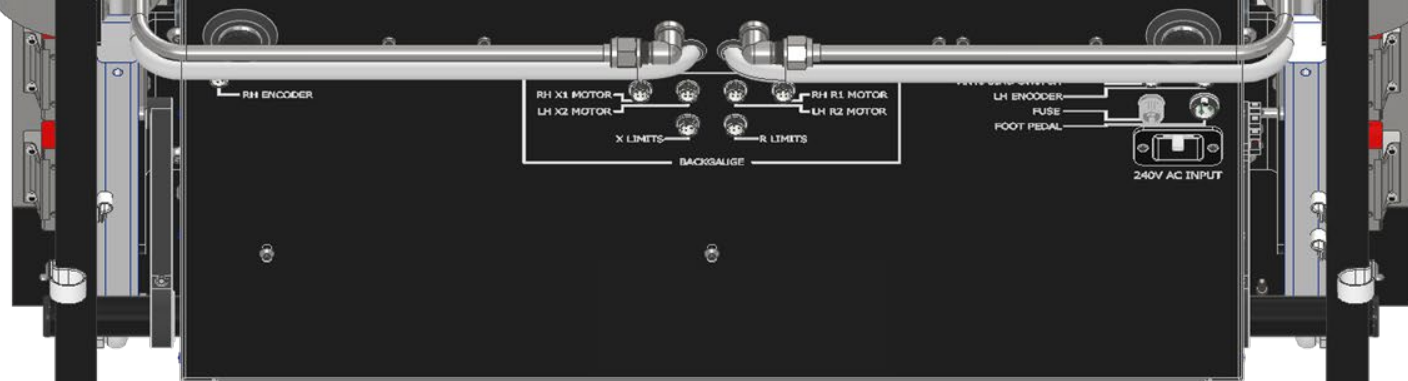 RH ENCODER
RH X1 MOTOR
LH X2 MOTOR
X LIMITS
RH R1 MOTOR
LH R2 MOTOR
R LIMITS
BACKGAUGE
LH ENCODER
FUSE
FOOT PEDAL
240V AC INPUT